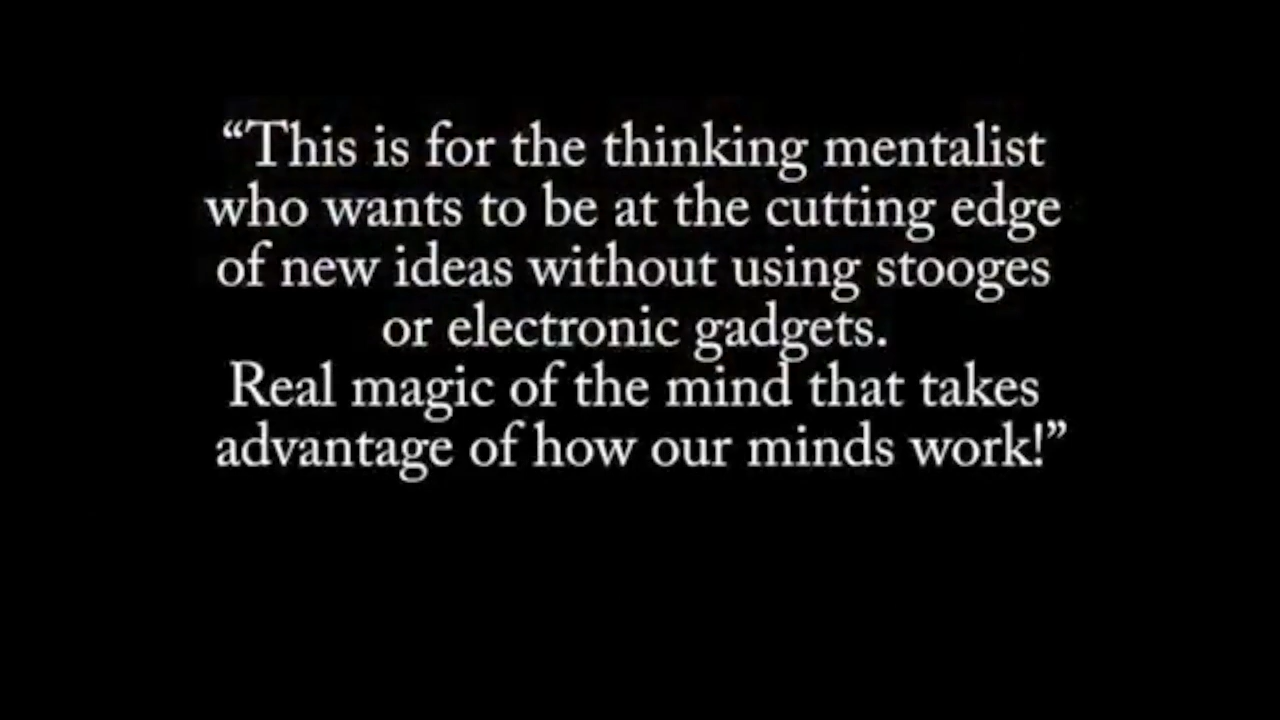 “This is for the thinking mentalist
who wants to be at the cutting edge
of new ideas without using stooges
or electronic gadgets.
Real magic of the mind that takes
advantage of how our minds work!”